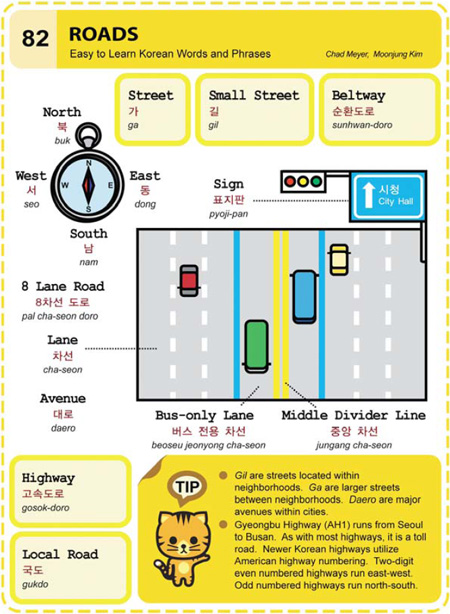 82
ROADS
Easy to Learn Korean Words and Phrases
Chad Meyer, Moonjung Kim
Street
가
ga
Small Street
길
gil
Beltway
순환도로
sunhwan-doro
North
북
buk
West
서
seo
N
W
E
S
East
동
dong
South
남
nam
Sign
표지판
pyoji-pan
시청
City Hall
8 Lane Road
8차선 도로
pal cha-seon doro
Lane
차선
cha-seon
Avenue
대로
daero
Bus-only Lane
버스 전용 차선
beoseu jeonyong cha-seon
Middle Divider Line
중앙 차선
jungang cha-seon
Highway
고속도로
gosok-doro
Local Road
국도
gukdo
TIP
Gil are streets located within
neighborhoods. Ga are larger streets
between neighborhoods. Daero are major
avenues within cities.
Gyeongbu Highway (AH1) runs from Seoul
to Busan. As with most highways, it is a toll
road. Newer Korean highways utilize
American highway numbering. Two-digit
even numbered highways run east-west.
Odd numbered highways run north-south.